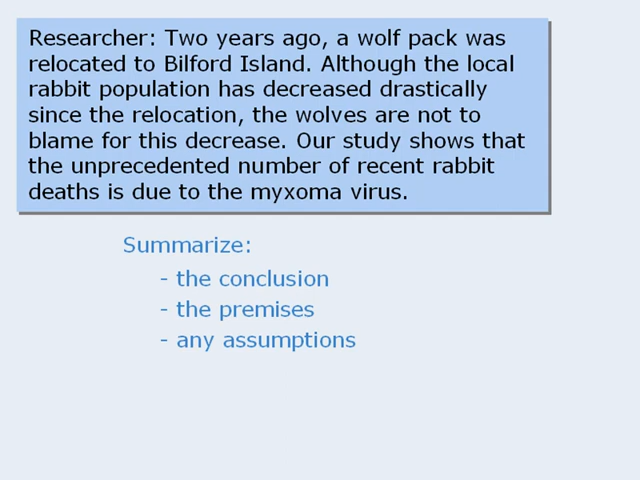 Researcher: Two years ago, a wolf pack was
relocated to Bilford Island. Although the local
rabbit population has decreased drastically
since the relocation, the wolves are not to
blame for this decrease. Our study shows that
the unprecedented number of recent rabbit
deaths is due to the myxoma virus.
Summarize:
- the conclusion
- the premises
- any assumptions